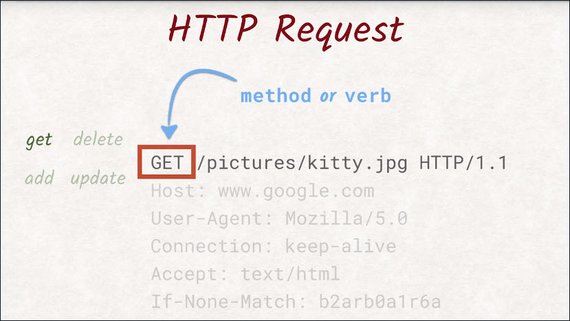 HTTP Request
method or verb
get delete
add update
GET /pictures/kitty.jpg HTTP/1.1
Host: www.google.com
User-Agent: Mozilla/5.0
Connection: keep-alive
Accept: text/html
If-None-Match: b2arb0a1r6a